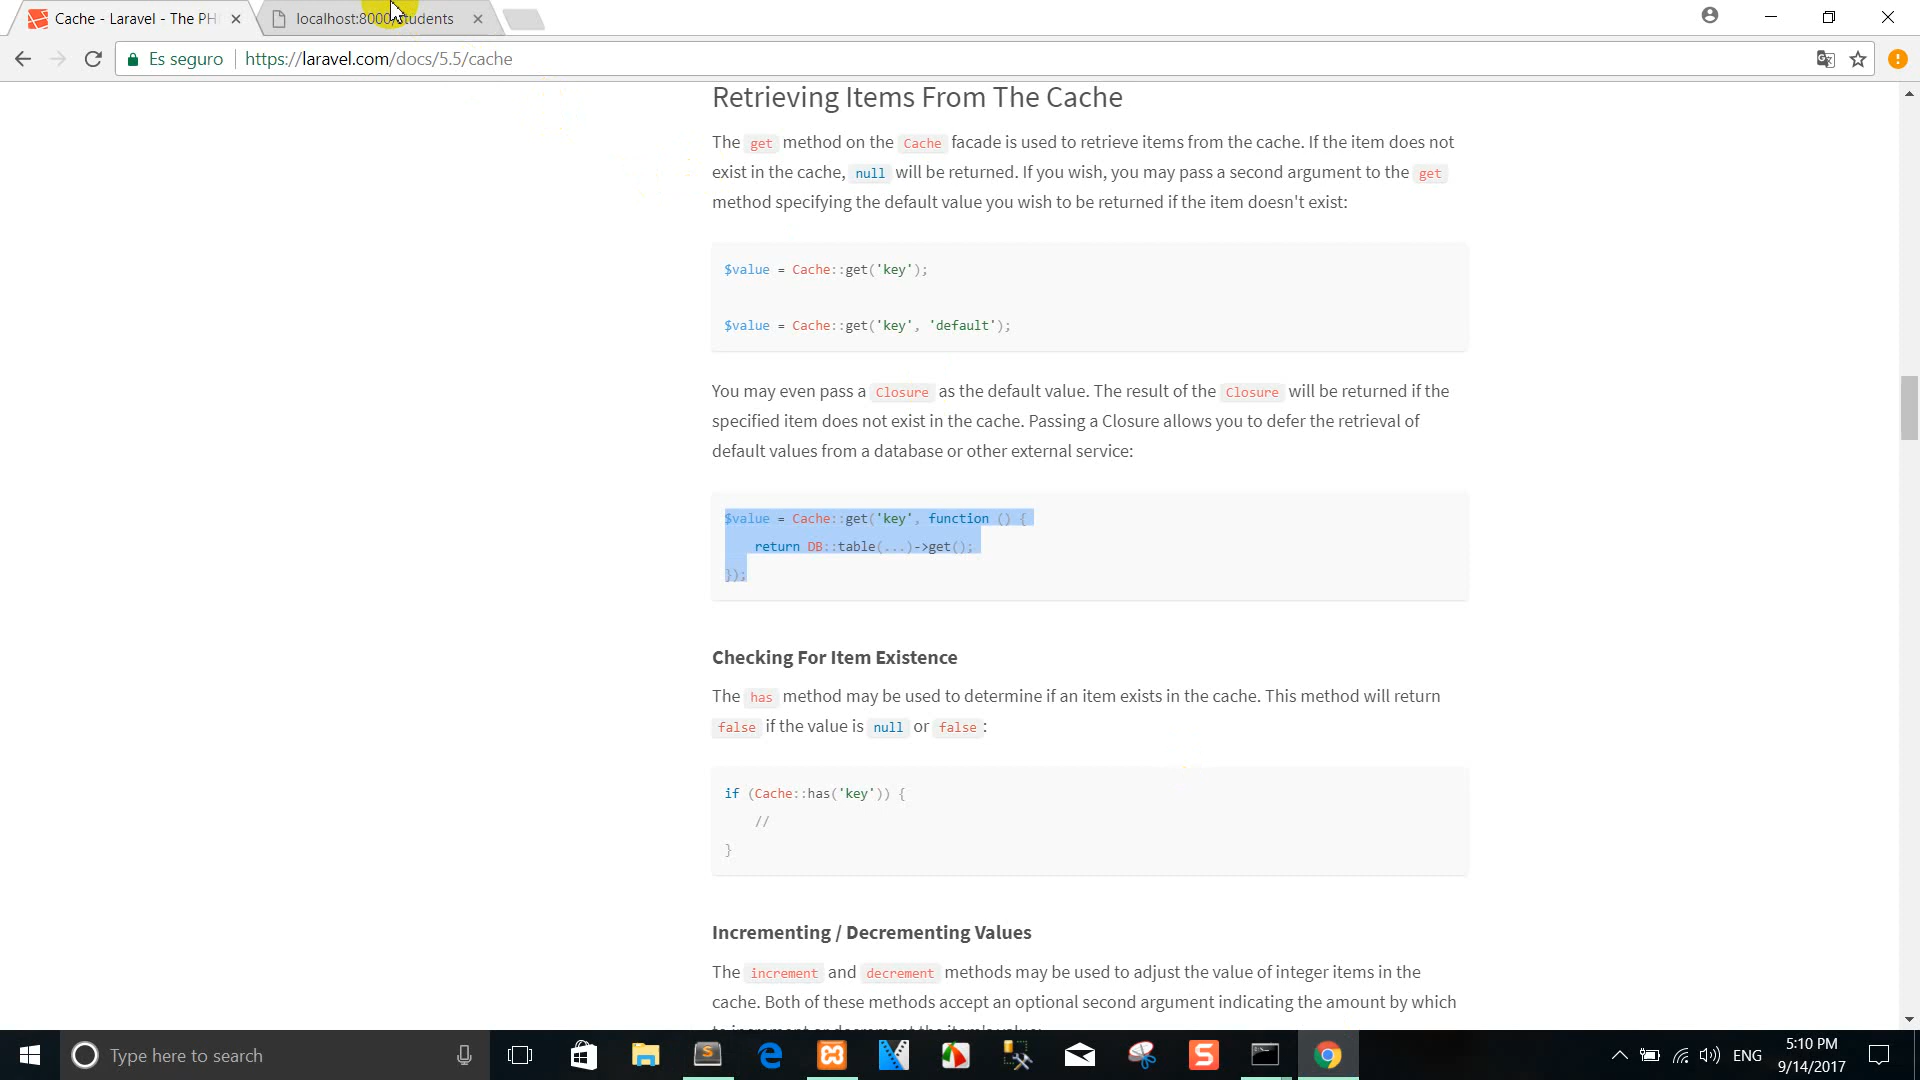 Cache - Laravel - The PH
localhost:8000/students
Es seguro
https://laravel.com/docs/5.5/cache
Retrieving Items From The Cache
The get method on the Cache facade is used to retrieve items from the cache. If the item does not
exist in the cache, null will be returned. If you wish, you may pass a second argument to the get
method specifying the default value you wish to be returned if the item doesn't exist:
$value = Cache::get('key');
$value = Cache::get('key', 'default');
You may even pass a Closure as the default value. The result of the Closure will be returned if the
specified item does not exist in the cache. Passing a Closure allows you to defer the retrieval of
default values from a database or other external service:
$value = Cache::get('key', function () {
return DB::table(...)->get();
});
Checking For Item Existence
The has method may be used to determine if an item exists in the cache. This method will return
false if the value is null or false :
if (Cache::has('key')) {
//
}
Incrementing / Decrementing Values
The increment and decrement methods may be used to adjust the value of integer items in the
cache. Both of these methods accept an optional second argument indicating the amount by which
to increment or decrement the item's value:
Type here to search
ENG
5:10 PM
9/14/2017